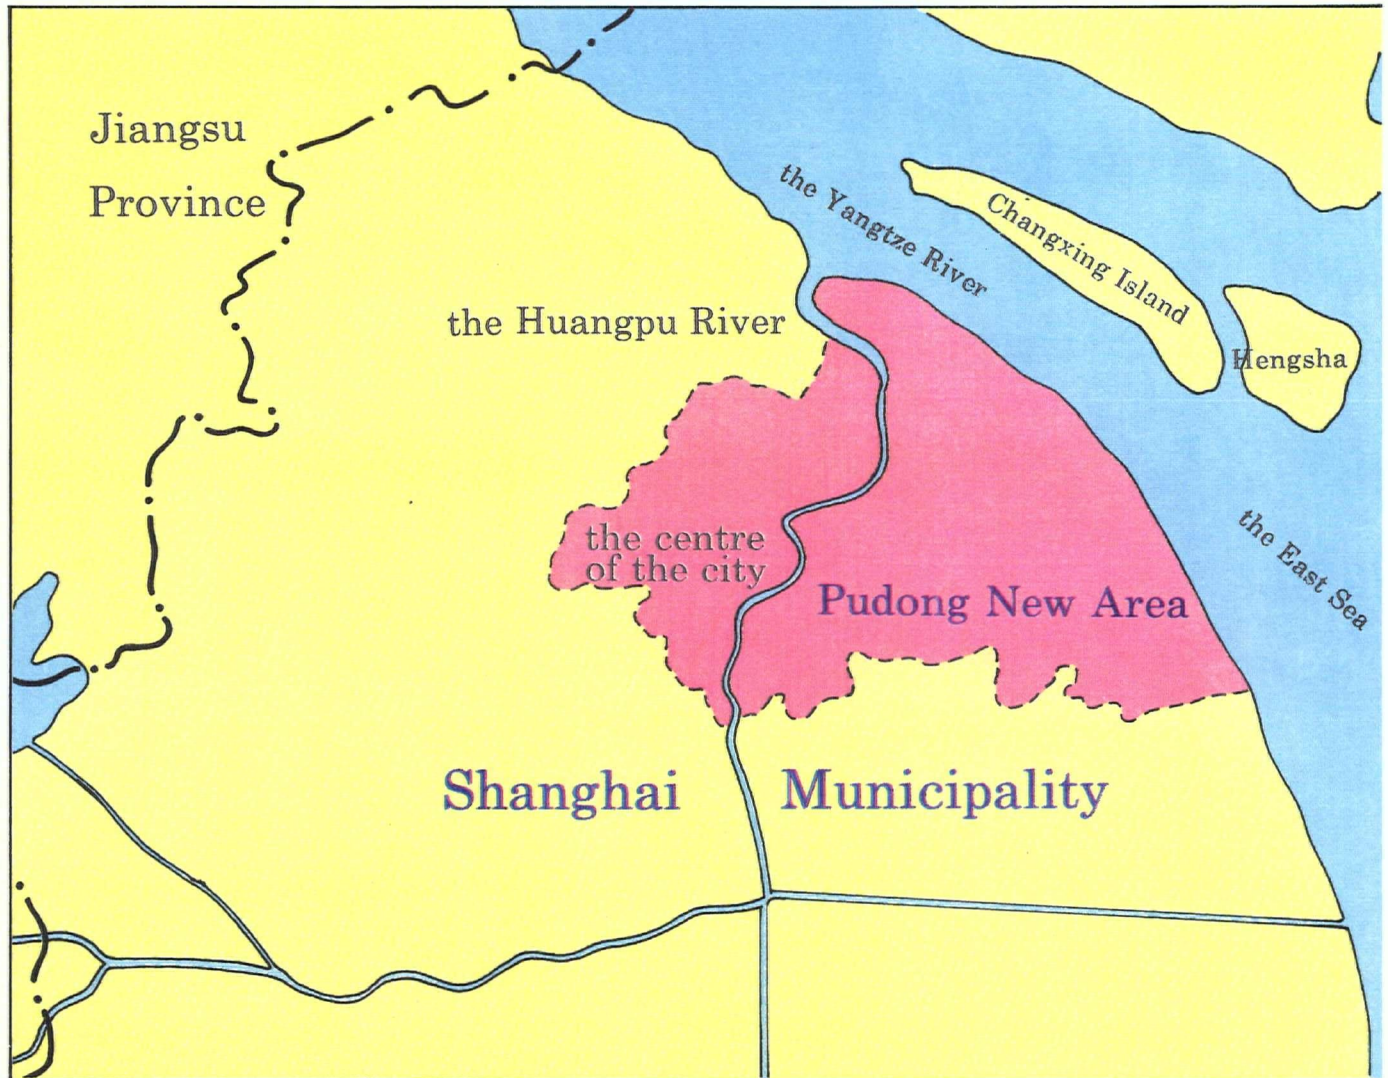 Jiangsu
Province
the Yangtze River
Changxing Island
the Huangpu River
Hengsha
the centre
of the city
the East Sea
Pudong New Area
Shanghai Municipality